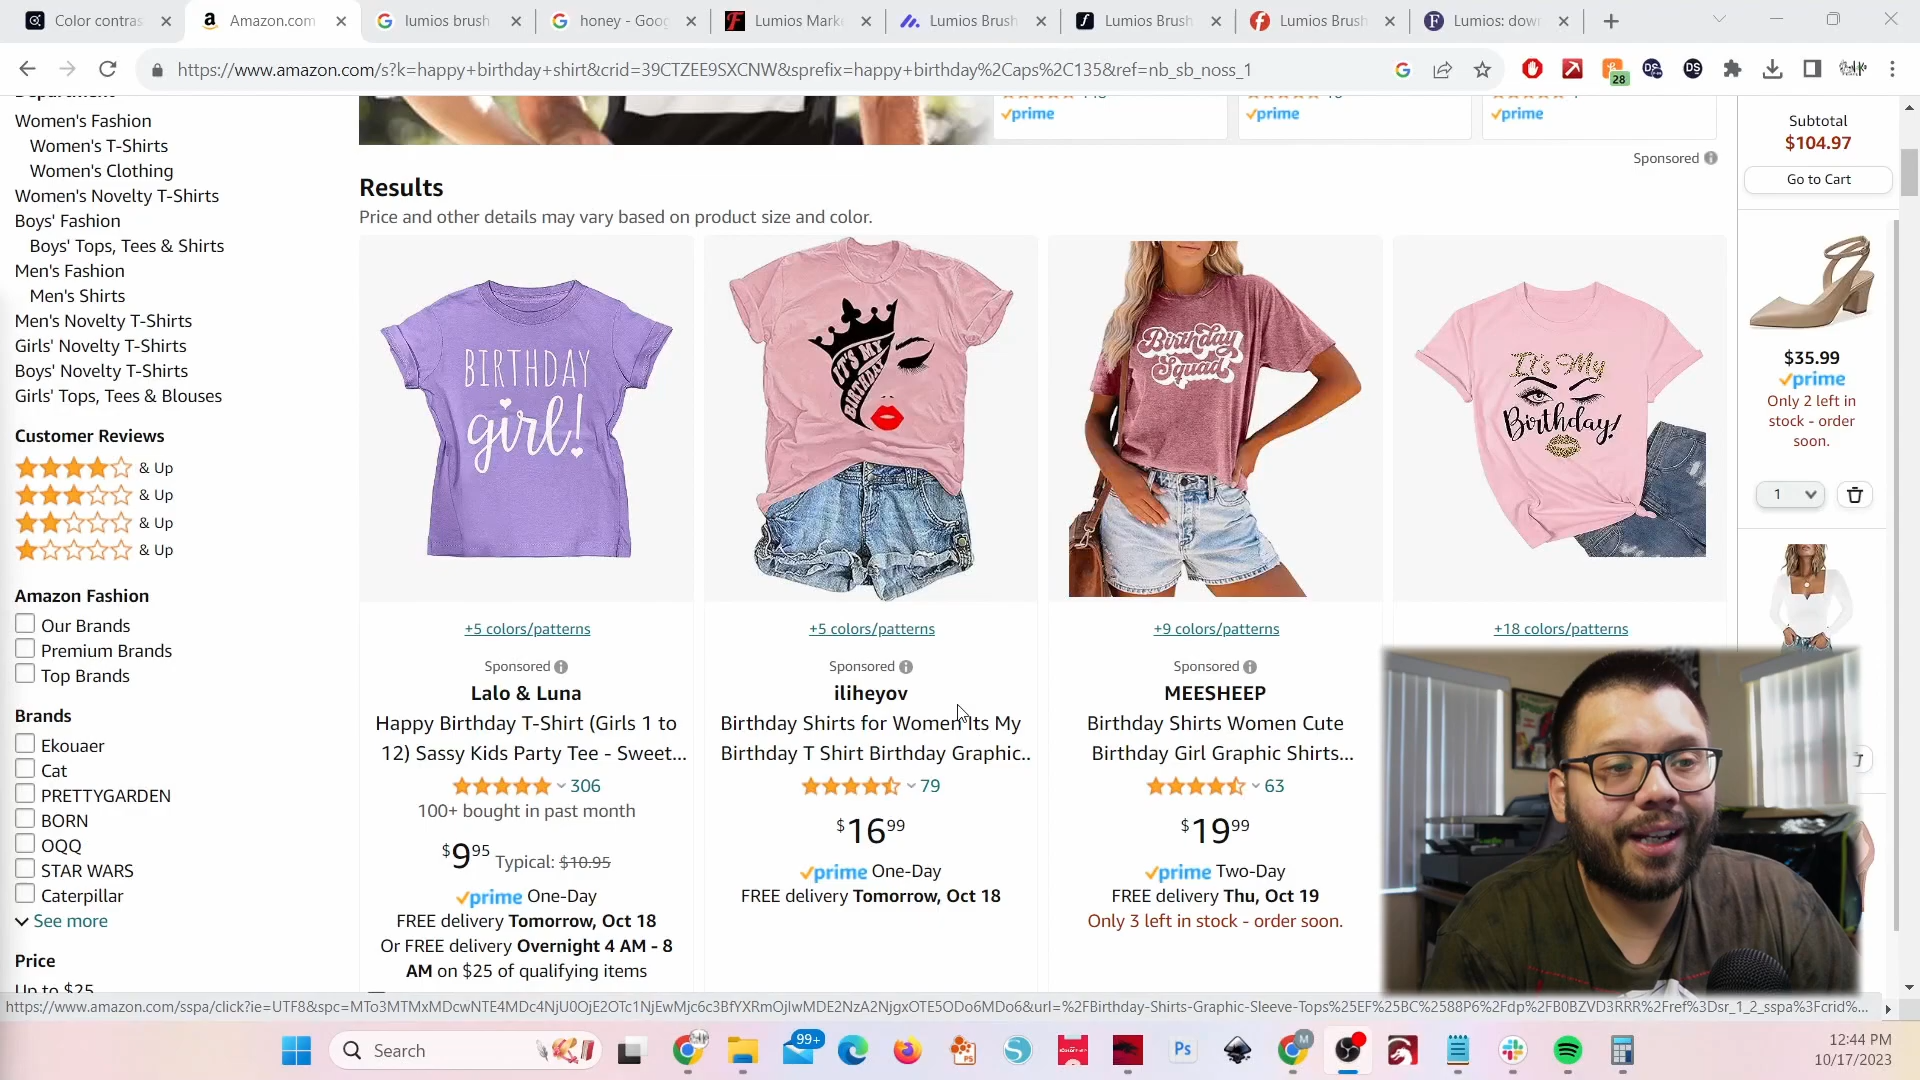 Color contras
Amazon.com
lumios brush
honey - Goog
Lumios Mark
Lumios Brush
Lumios Brush
Lumios Brush
Lumios: dow
https://www.amazon.com/s?k=happy+birthday+shirt&crid=39CTZEE9SXCNW&sprefix=happy+birthday%2Caps%2C135&ref=nb_sb_noss_1
28
DS
DS
Department
Women's Fashion
Women's T-Shirts
Women's Clothing
Women's Novelty T-Shirts
Boys' Fashion
Boys' Tops, Tees & Shirts
Men's Fashion
Men's Shirts
Men's Novelty T-Shirts
Girls' Novelty T-Shirts
Boys' Novelty T-Shirts
Girls' Tops, Tees & Blouses
Customer Reviews
& Up
& Up
& Up
& Up
Amazon Fashion
Our Brands
Premium Brands
Top Brands
Brands
Ekouaer
Cat
PRETTYGARDEN
BORN
OQQ
STAR WARS
Caterpillar
See more
Price
Up to $25
prime
prime
prime
Sponsored
Results
Price and other details may vary based on product size and color.
BIRTHDAY
girl!
+5 colors/patterns
Sponsored
Lalo & Luna
Happy Birthday T-Shirt (Girls 1 to
12) Sassy Kids Party Tee - Sweet...
306
100+ bought in past month
$9.95 Typical: $10.95
prime One-Day
FREE delivery Tomorrow, Oct 18
Or FREE delivery Overnight 4 AM - 8
AM on $25 of qualifying items
IT'S MY
BIRTHDAY
+5 colors/patterns
Sponsored
iliheyov
Birthday Shirts for Women Its My
Birthday T Shirt Birthday Graphic..
79
$16.99
prime One-Day
FREE delivery Tomorrow, Oct 18
Birthday
Squad
+9 colors/patterns
Sponsored
MEESHEEP
Birthday Shirts Women Cute
Birthday Girl Graphic Shirts...
63
$19.99
prime Two-Day
FREE delivery Thu, Oct 19
Only 3 left in stock - order soon.
It's My
Birthday!
+18 colors/patterns
Subtotal
$104.97
Go to Cart
$35.99
prime
Only 2 left in
stock - order
soon.
1
https://www.amazon.com/sspa/click?ie=UTF8&spc=MTo3MTMxMDcwNTE4MDc4NjU0OjE2OTc1NjEwMjc6c3BfYXRmOjIwMDE2NzA2NjgxOTE5ODo6MDo6&url=%2FBirthday-Shirts-Graphic-Sleeve-Tops%25EF%25BC%2588P6%2Fdp%2FB0BZVD3RRR%2Fref%3Dsr_1_2_sspa%3Fcrid%...
Search
99+
PS
Ps
M
12:44 PM
10/17/2023